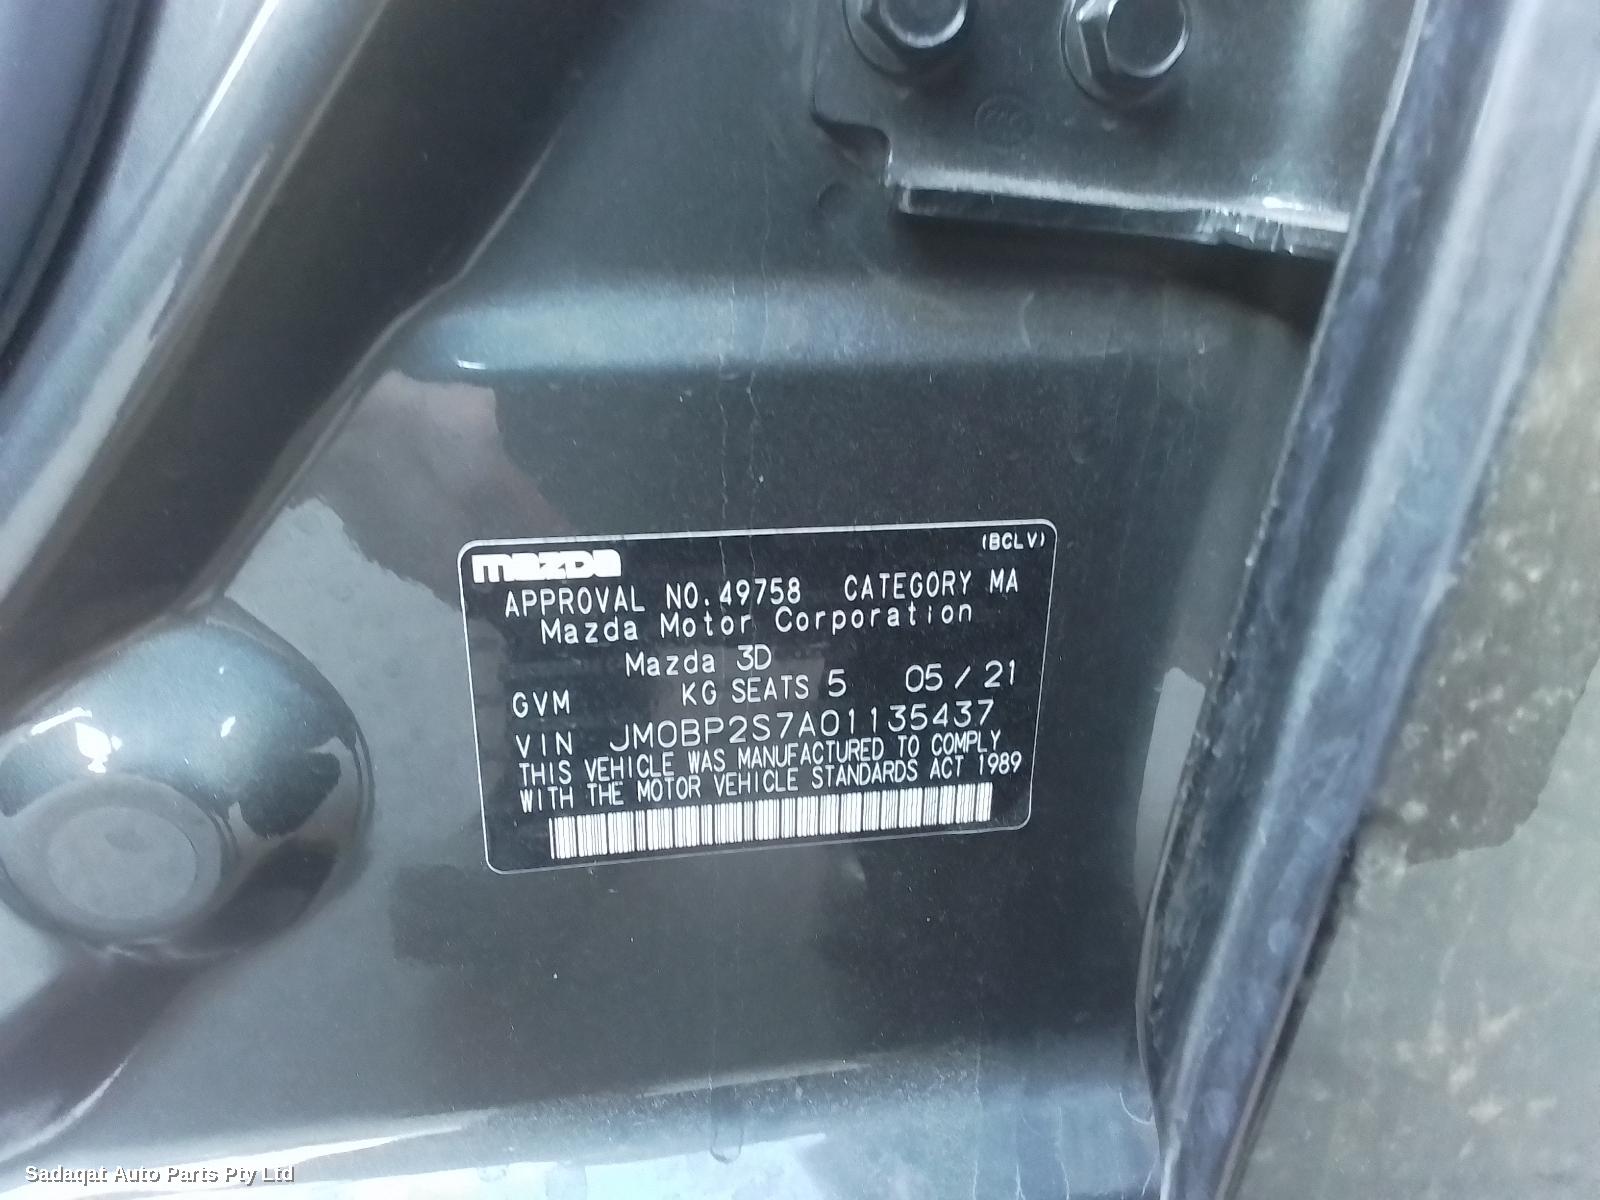 mazda (BCLV)
APPROVAL NO.49758 CATEGORY MA
Mazda Motor Corporation
Mazda 3D
GVM KG SEATS 5 05/21
VIN JM0BP2S7A01135437
THIS VEHICLE WAS MANUFACTURED TO COMPLY
WITH THE MOTOR VEHICLE STANDARDS ACT 1989
Sadaqat Auto Parts Pty Ltd